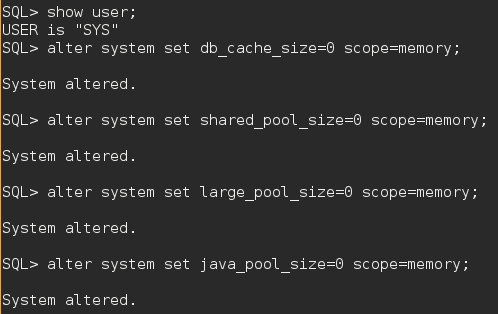 SQL> show user;
USER is "SYS"
SQL> alter system set db_cache_size=0 scope=memory;
System altered.
SQL> alter system set shared_pool_size=0 scope=memory;
System altered.
SQL> alter system set large_pool_size=0 scope=memory;
System altered.
SQL> alter system set java_pool_size=0 scope=memory;
System altered.